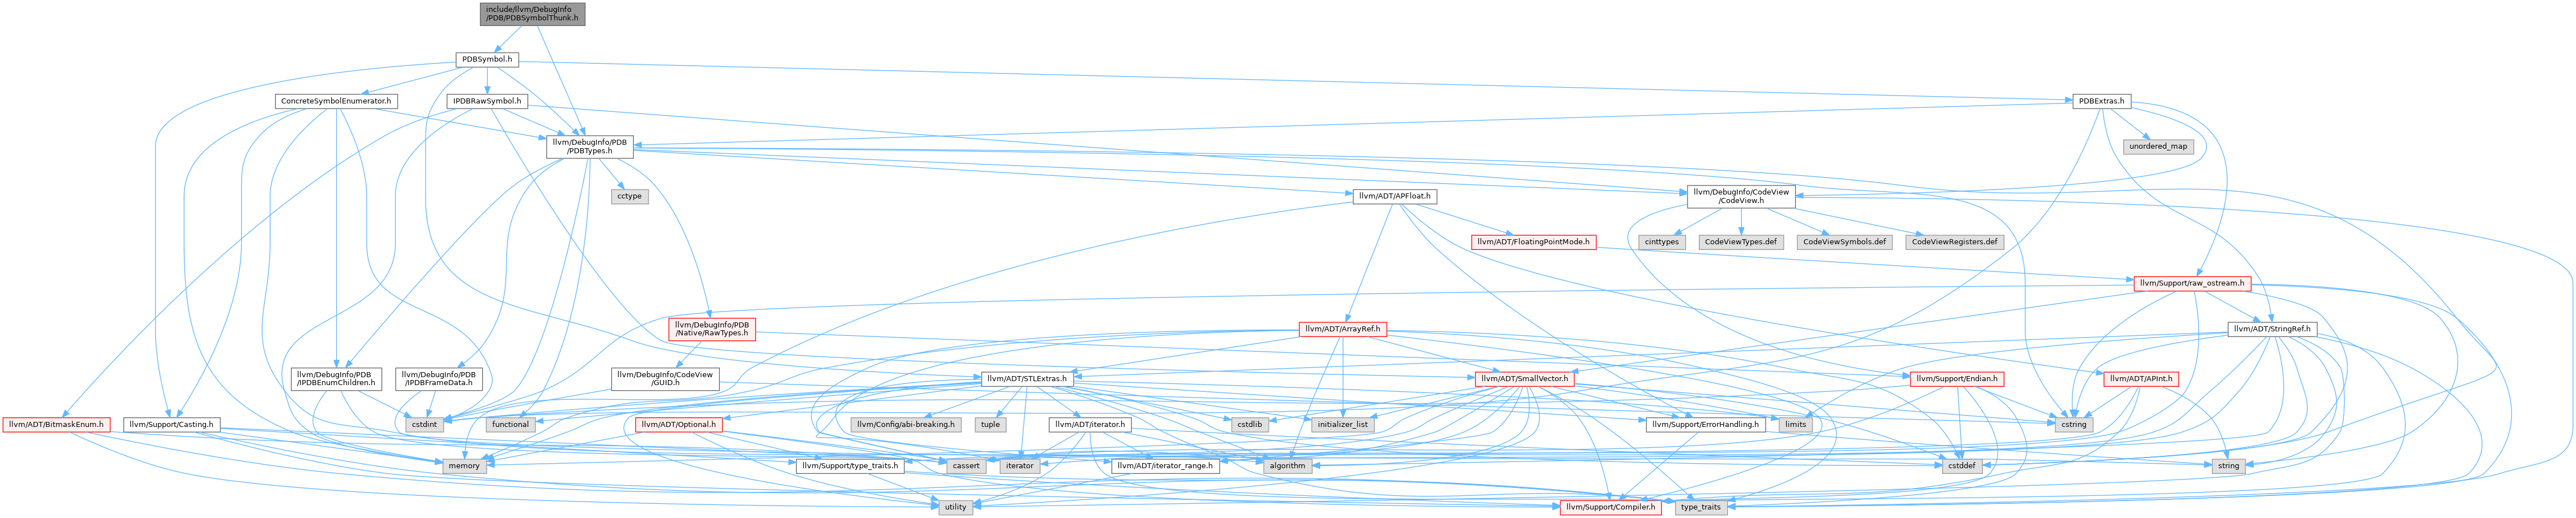 include/llvm/DebugInfo
/PDB/PDBSymbolThunk.h
PDBSymbol.h
ConcreteSymbolEnumerator.h
IPDBRawSymbol.h
PDBExtras.h
llvm/DebugInfo/PDB
/PDBTypes.h
unordered_map
cctype
llvm/ADT/APFloat.h
llvm/DebugInfo/CodeView
/CodeView.h
llvm/ADT/FloatingPointMode.h
cinttypes
CodeViewTypes.def
CodeViewSymbols.def
CodeViewRegisters.def
llvm/Support/raw_ostream.h
llvm/DebugInfo/PDB
/Native/RawTypes.h
llvm/ADT/ArrayRef.h
llvm/ADT/StringRef.h
llvm/DebugInfo/PDB
/IPDBEnumChildren.h
llvm/DebugInfo/PDB
/IPDBFrameData.h
llvm/DebugInfo/CodeView
/GUID.h
llvm/ADT/STLExtras.h
llvm/ADT/SmallVector.h
llvm/Support/Endian.h
llvm/ADT/APInt.h
llvm/ADT/BitmaskEnum.h
llvm/Support/Casting.h
cstdint
functional
llvm/ADT/Optional.h
llvm/Config/abi-breaking.h
tuple
llvm/ADT/iterator.h
cstdlib
initializer_list
llvm/Support/ErrorHandling.h
limits
cstring
memory
llvm/Support/type_traits.h
cassert
iterator
llvm/ADT/iterator_range.h
algorithm
cstddef
string
utility
llvm/Support/Compiler.h
type_traits